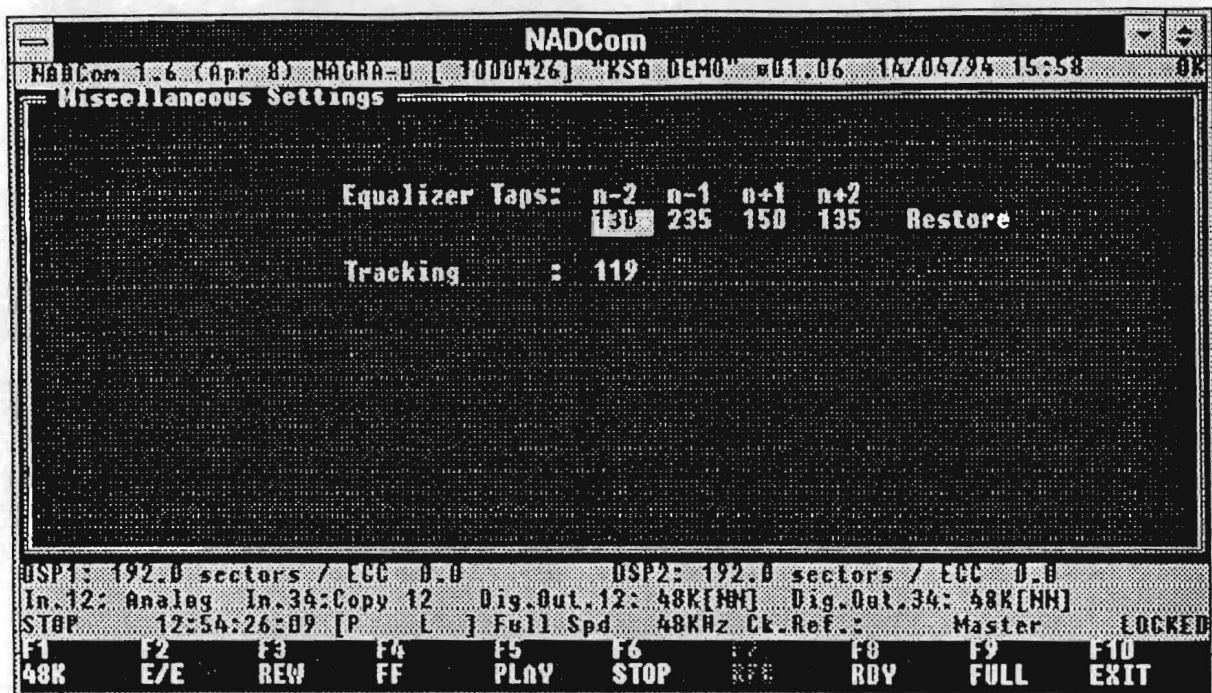 NADCom
NADCom 1.6 (Apr 8) NAGRA-D [ 1000426] "KSA DEMO" v01.06 14/04/94 15:58 OK
Miscellaneous Settings
Equalizer Taps: n-2 n-1 n+1 n+2
130 235 150 135 Restore
Tracking : 119
DSP1: 192.0 sectors / ECC 0.0 DSP2: 192.0 sectors / ECC 0.0
In.12: Analog In.34:Copy 12 Dig.Out.12: 48K[NN] Dig.Out.34: 48K[NN]
STOP 12:54:26:09 [P L ] Full Spd 48KHz Ck.Ref.: Master LOCKED
F1 F2 F3 F4 F5 F6 F7 F8 F9 F10
48K E/E REW FF PLAY STOP RDY FULL EXIT